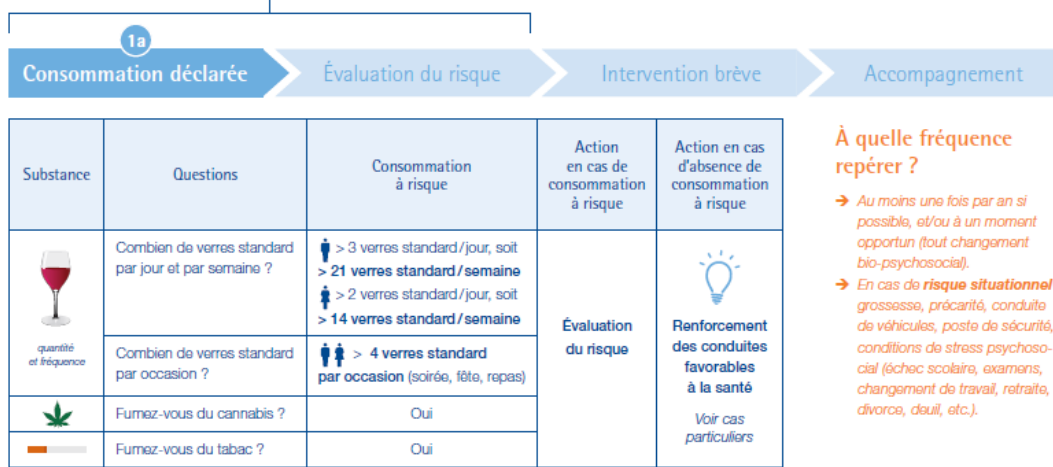 1a
Consommation déclarée
Évaluation du risque
Intervention brève
Accompagnement
Substance
Questions
Consommation
à risque
Action
en cas de
consommation
à risque
Action en cas
d'absence de
consommation
à risque
quantité
et fréquence
Combien de verres standard
par jour et par semaine ?
> 3 verres standard/jour, soit
> 21 verres standard/semaine
> 2 verres standard/jour, soit
> 14 verres standard/semaine
Combien de verres standard
par occasion ?
> 4 verres standard
par occasion (soirée, fête, repas)
Fumez-vous du cannabis ?
Oui
Fumez-vous du tabac ?
Oui
Évaluation
du risque
Renforcement
des conduites
favorables
à la santé
Voir cas
particuliers
À quelle fréquence
repérer ?
➔ Au moins une fois par an si
possible, et/ou à un moment
opportun (tout changement
bio-psychosocial).
➔ En cas de risque situationnel
grossesse, précarité, conduite
de véhicules, poste de sécurité,
conditions de stress psychoso-
cial (échec scolaire, examens,
changement de travail, retraite,
divorce, deuil, etc.).